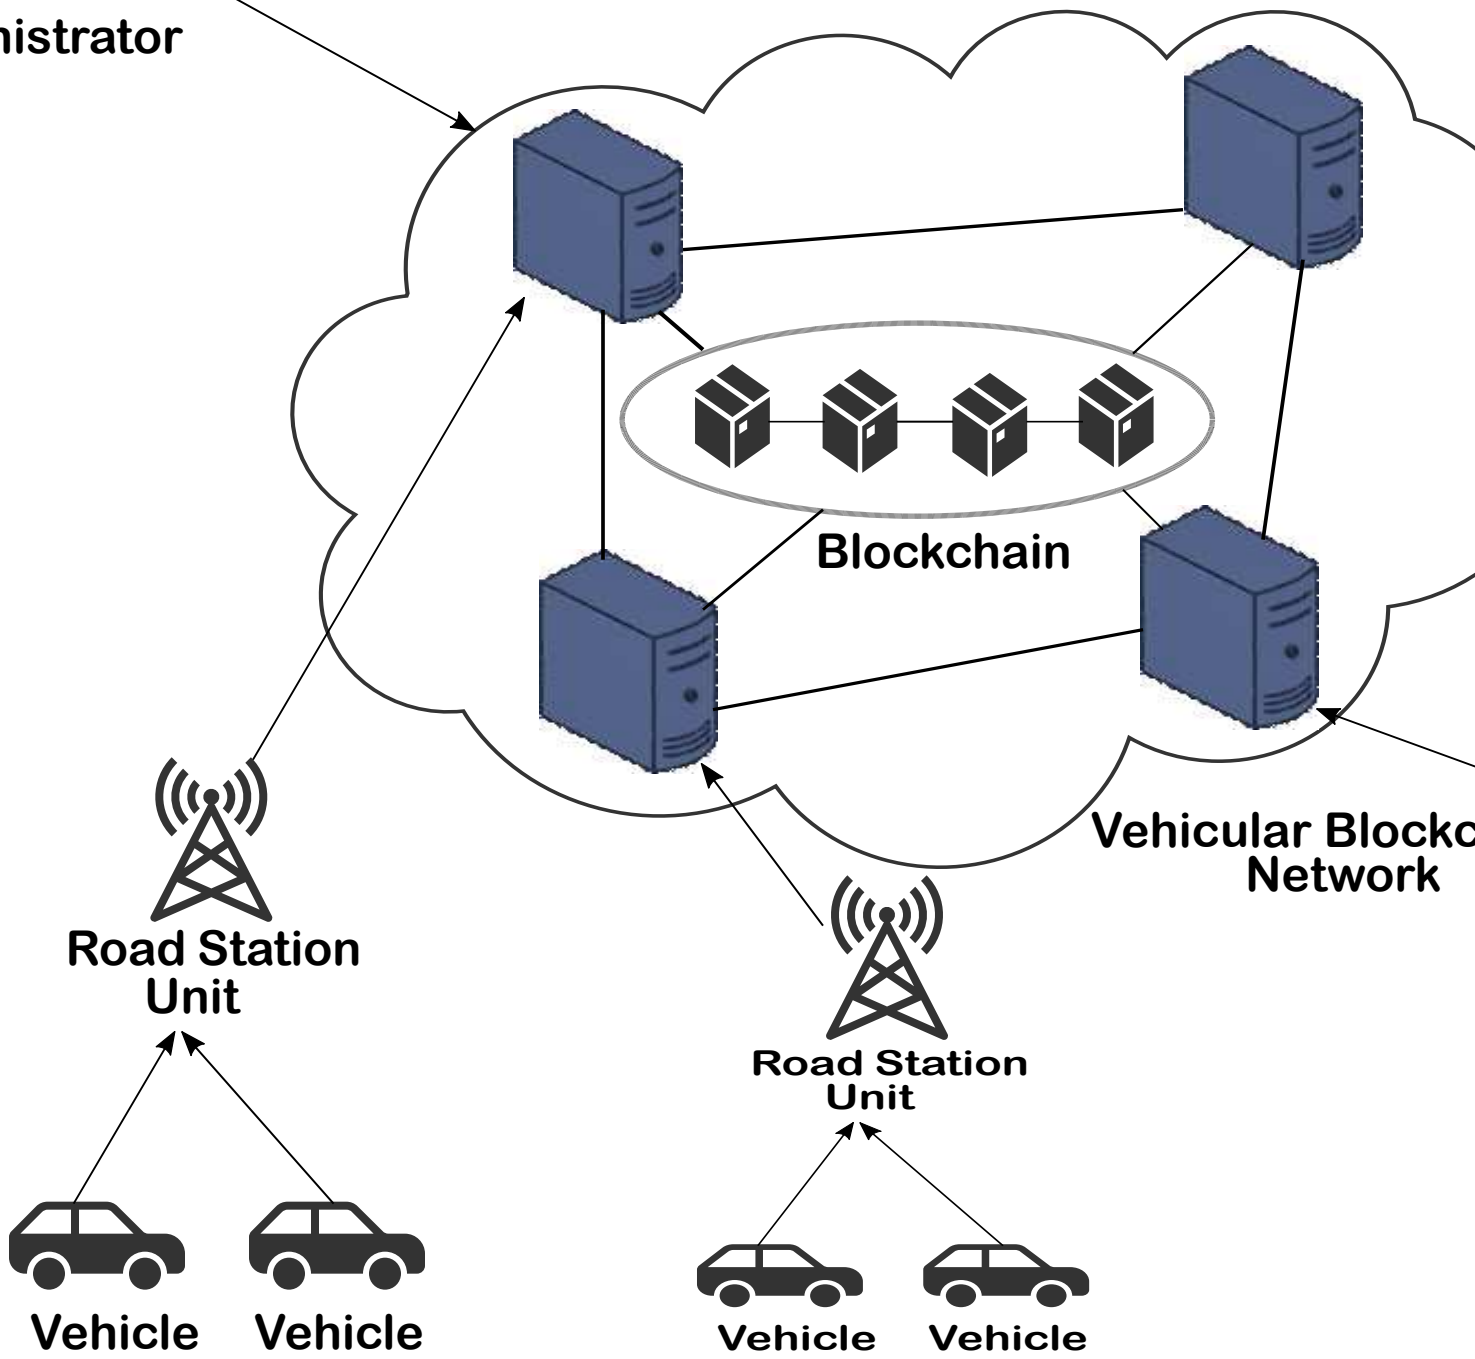 nistrator
Blockchain
Vehicular Blockc
Network
Road Station
Unit
Road Station
Unit
Vehicle Vehicle
Vehicle Vehicle